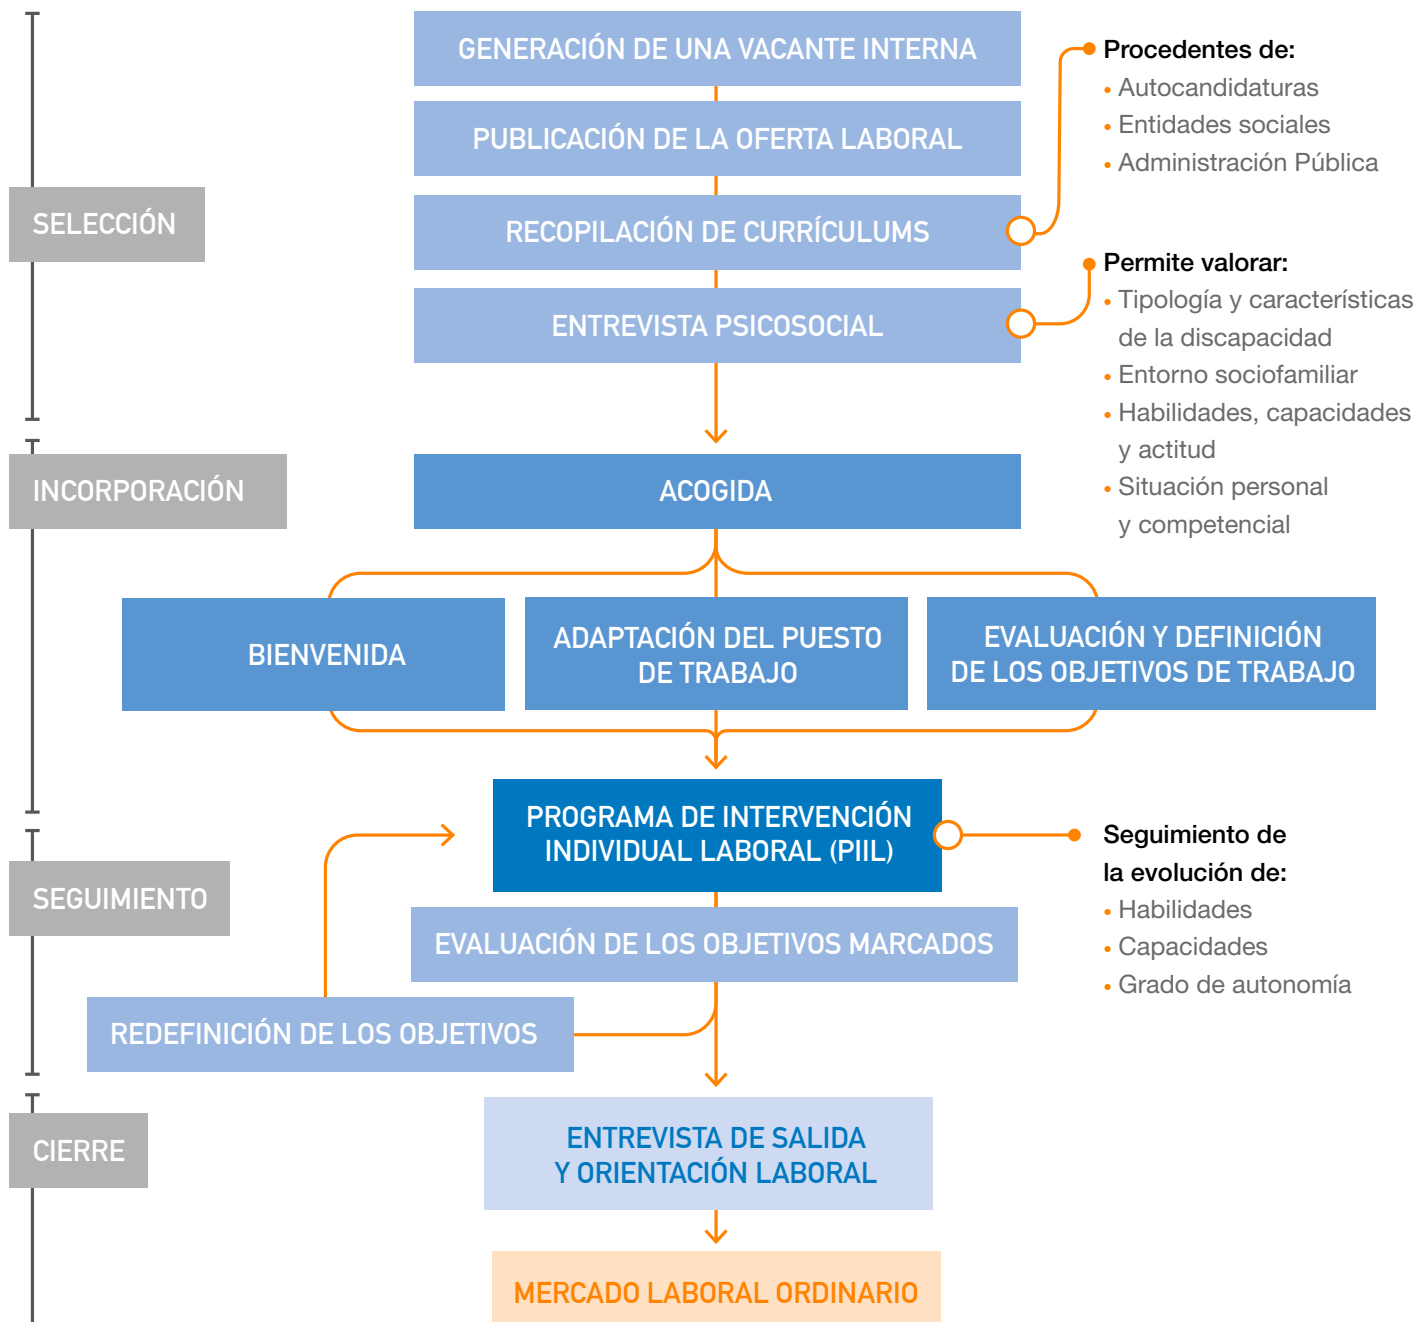 GENERACIÓN DE UNA VACANTE INTERNA
PUBLICACIÓN DE LA OFERTA LABORAL
SELECCIÓN
RECOPILACIÓN DE CURRÍCULUMS
ENTREVISTA PSICOSOCIAL
Procedentes de:
• Autocandidaturas
• Entidades sociales
• Administración Pública
Permite valorar:
• Tipología y características
de la discapacidad
• Entorno sociofamiliar
• Habilidades, capacidades
y actitud
• Situación personal
y competencial
INCORPORACIÓN
ACOGIDA
BIENVENIDA
ADAPTACIÓN DEL PUESTO
DE TRABAJO
EVALUACIÓN Y DEFINICIÓN
DE LOS OBJETIVOS DE TRABAJO
PROGRAMA DE INTERVENCIÓN
INDIVIDUAL LABORAL (PIIL)
Seguimiento de
la evolución de:
• Habilidades
• Capacidades
• Grado de autonomía
SEGUIMIENTO
EVALUACIÓN DE LOS OBJETIVOS MARCADOS
REDEFINICIÓN DE LOS OBJETIVOS
CIERRE
ENTREVISTA DE SALIDA
Y ORIENTACIÓN LABORAL
MERCADO LABORAL ORDINARIO